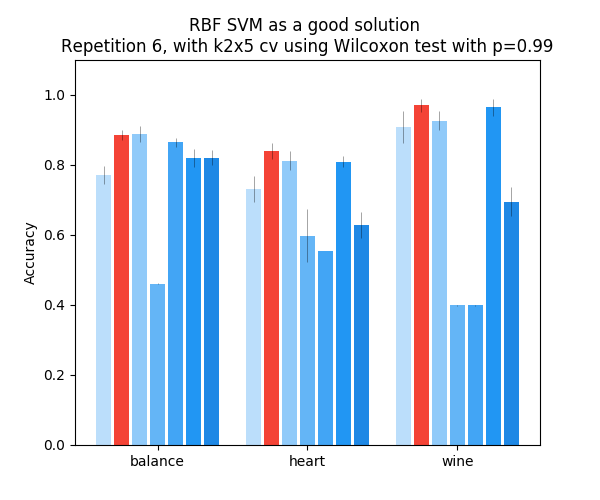 RBF SVM as a good solution
Repetition 6, with k2x5 cv using Wilcoxon test with p=0.99
1.0
0.8
0.6
0.4
0.2
0.0
Accuracy
balance heart wine